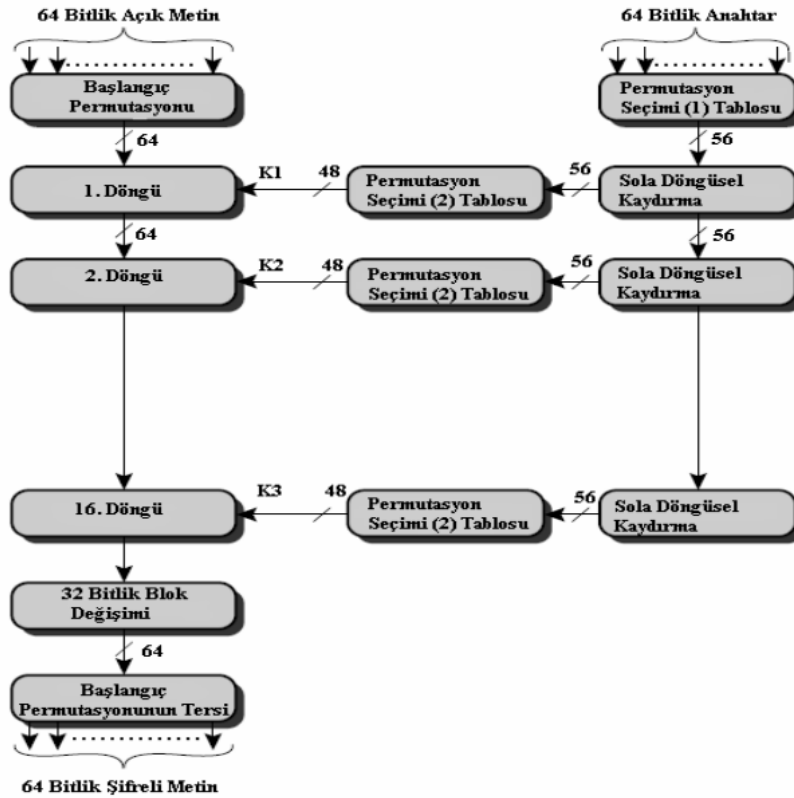 64 Bitlik Açık Metin
64 Bitlik Anahtar
Başlangıç
Permutasyonu
Permutasyon
Seçimi (1) Tablosu
64
56
K1
48
56
1. Döngü
Permutasyon
Seçimi (2) Tablosu
Sola Döngüsel
Kaydırma
64
56
K2
48
56
2. Döngü
Permutasyon
Seçimi (2) Tablosu
Sola Döngüsel
Kaydırma
K3
48
56
16. Döngü
Permutasyon
Seçimi (2) Tablosu
Sola Döngüsel
Kaydırma
32 Bitlik Blok
Değişimi
64
Başlangıç
Permutasyonunun Tersi
64 Bitlik Şifreli Metin